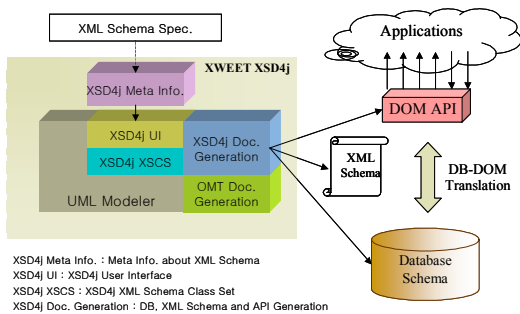 XML Schema Spec.
Applications
XWEET XSD4j
XSD4j Meta Info.
DOM API
XSD4j UI
XSD4j Doc.
Generation
XSD4j XSCS
XML
Schema
DB-DOM
Translation
UML Modeler
OMT Doc.
Generation
Database
Schema
XSD4j Meta Info. : Meta Info. about XML Schema
XSD4j UI : XSD4j User Interface
XSD4j XSCS : XSD4j XML Schema Class Set
XSD4j Doc. Generation : DB, XML Schema and API Generation